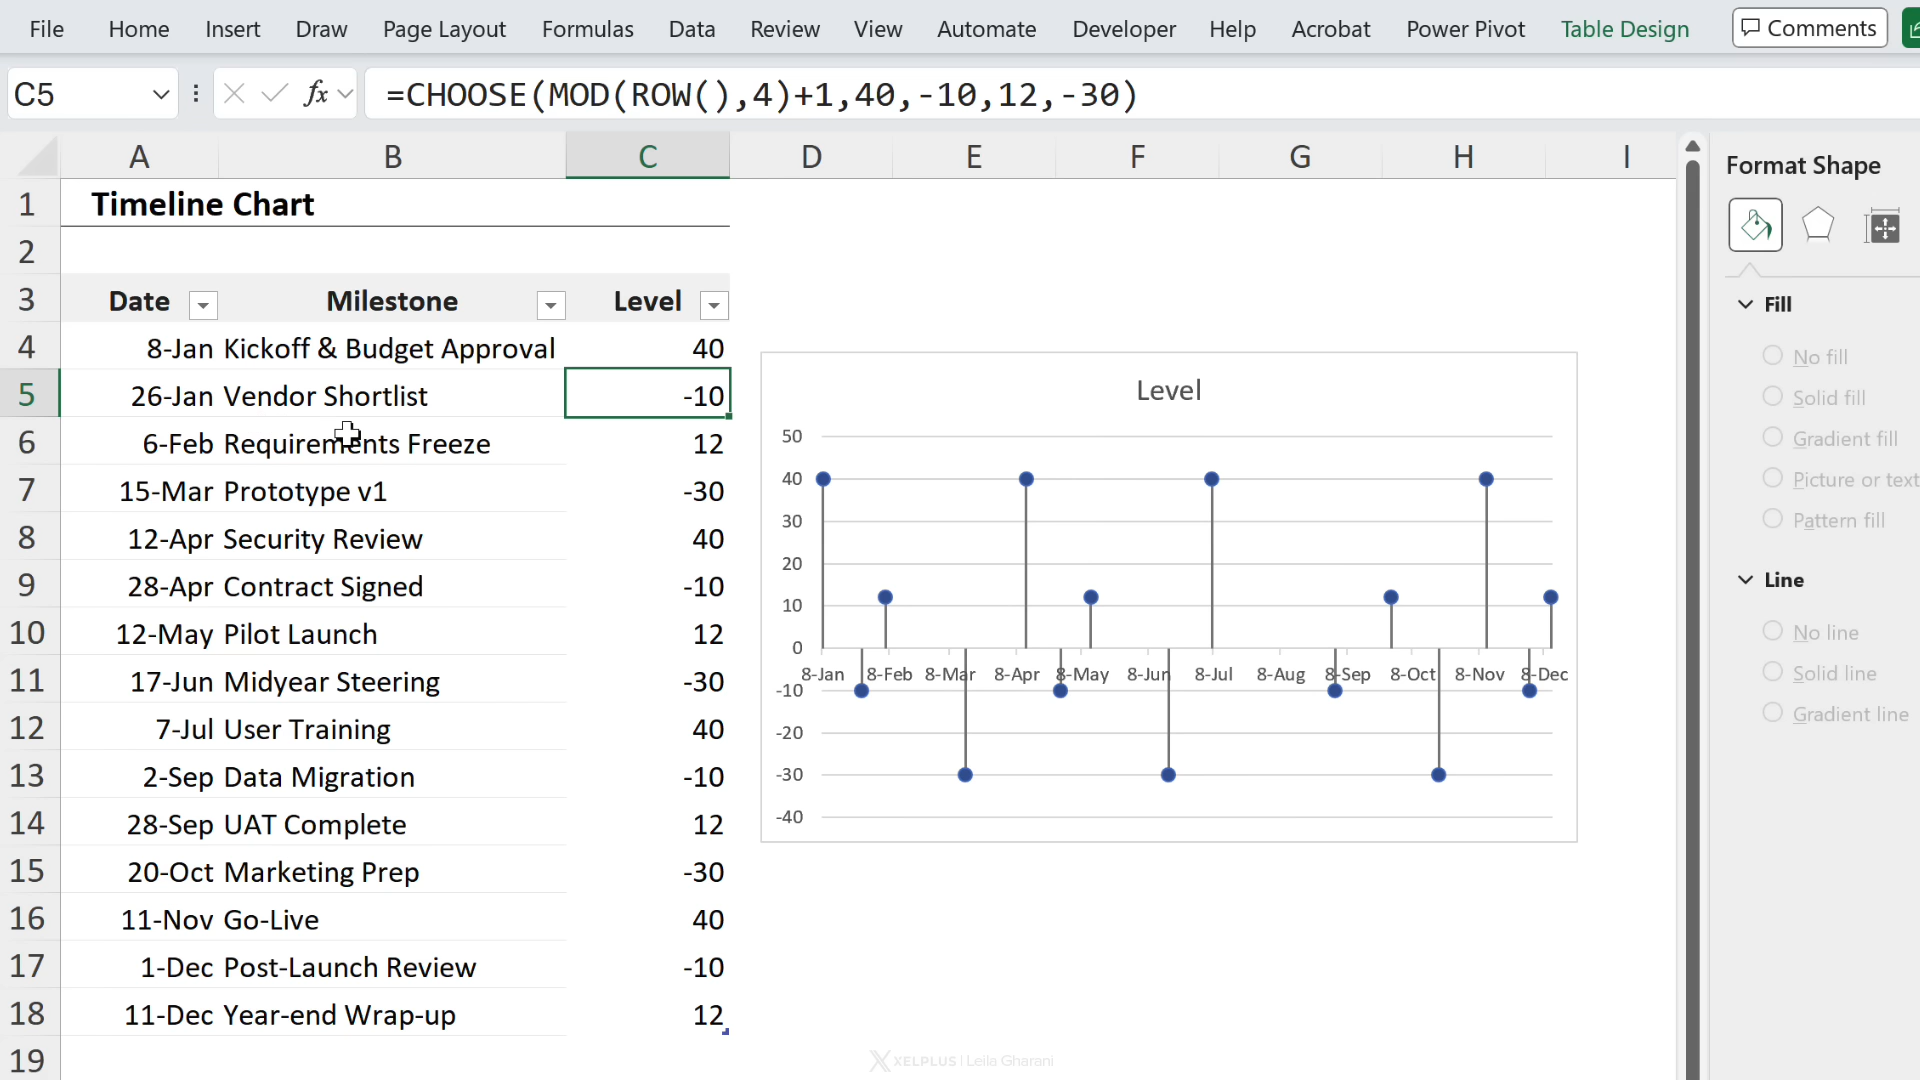 File Home Insert Draw Page Layout Formulas Data Review View Automate Developer Help Acrobat Power Pivot Table Design Comments
C5 fx =CHOOSE(MOD(ROW(),4)+1,40,-10,12,-30)
A B C D E F G H I
1 Timeline Chart
2
3 Date Milestone Level
4 8-Jan Kickoff & Budget Approval 40
5 26-Jan Vendor Shortlist -10
6 6-Feb Requirements Freeze 12
7 15-Mar Prototype v1 -30
8 12-Apr Security Review 40
9 28-Apr Contract Signed -10
10 12-May Pilot Launch 12
11 17-Jun Midyear Steering -30
12 7-Jul User Training 40
13 2-Sep Data Migration -10
14 28-Sep UAT Complete 12
15 20-Oct Marketing Prep -30
16 11-Nov Go-Live 40
17 1-Dec Post-Launch Review -10
18 11-Dec Year-end Wrap-up 12
19
Level
50
40
30
20
10
0
8-Jan 8-Feb 8-Mar 8-Apr 8-May 8-Jun 8-Jul 8-Aug 8-Sep 8-Oct 8-Nov 8-Dec
-10
-20
-30
-40
XELPLUS | Leila Gharani
Format Shape
Fill
No fill
Solid fill
Gradient fill
Picture or text
Pattern fill
Line
No line
Solid line
Gradient line